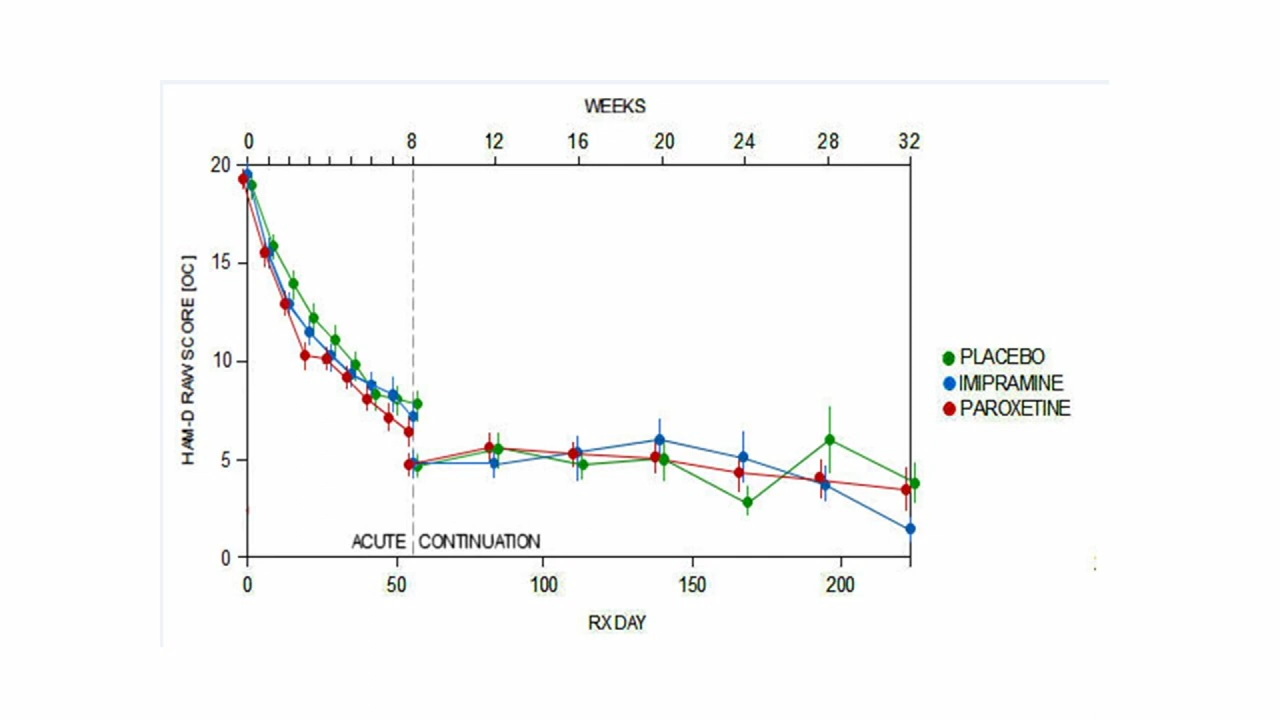 WEEKS
0 8 12 16 20 24 28 32
20
15
10
5
0
HAM-D RAW SCORE [OC]
ACUTE CONTINUATION
0 50 100 150 200
RX DAY
PLACEBO
IMIPRAMINE
PAROXETINE